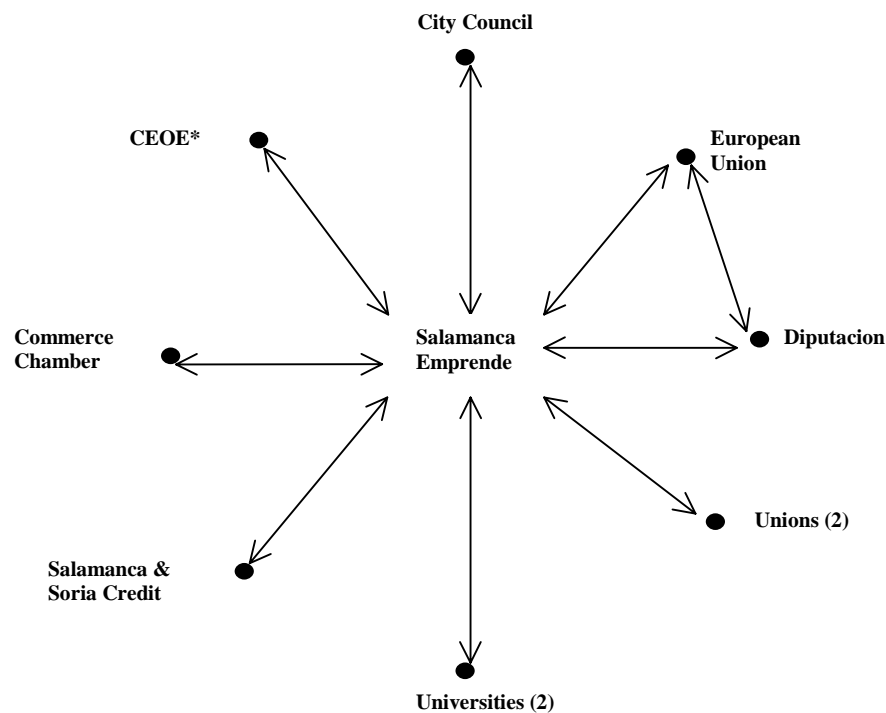 City Council
CEOE*
European
Union
Commerce
Chamber
Salamanca
Emprende
Diputacion
Unions (2)
Salamanca &
Soria Credit
Universities (2)